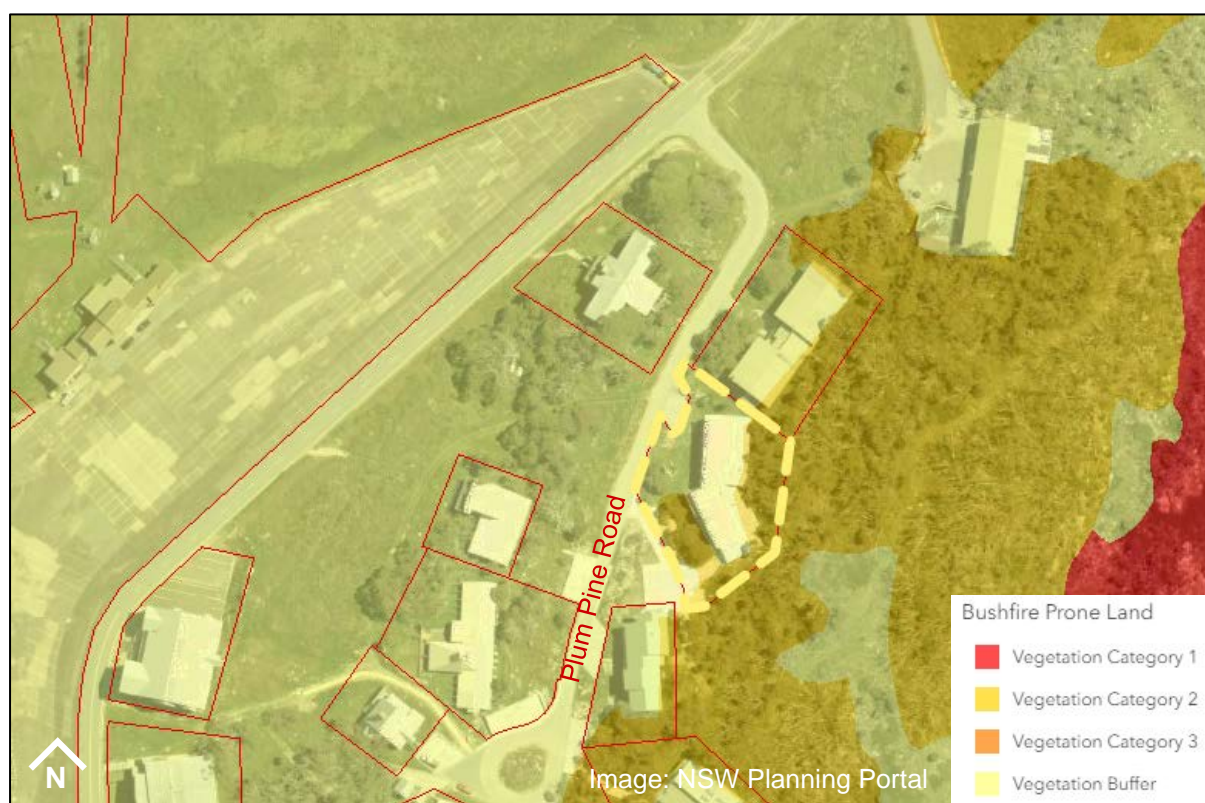 Plum Pine Road
N
Image: NSW Planning Portal
Bushfire Prone Land
Vegetation Category 1
Vegetation Category 2
Vegetation Category 3
Vegetation Buffer